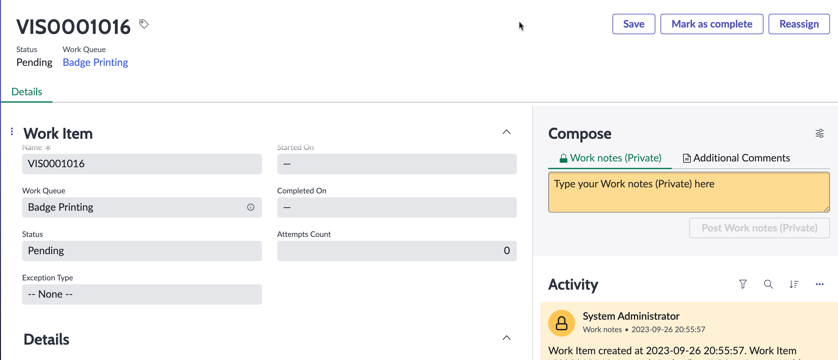 VIS0001016
Save
Mark as complete
Reassign
Status
Work Queue
Pending
Badge Printing
Details
Work Item
Name
Started On
VIS0001016
—
Work Queue
Completed On
Badge Printing
—
Status
Attempts Count
Pending
0
Exception Type
-- None --
Details
Compose
Work notes (Private)
Additional Comments
Type your Work notes (Private) here
Post Work notes (Private)
Activity
System Administrator
Work notes • 2023-09-26 20:55:57
Work Item created at 2023-09-26 20:55:57. Work Item